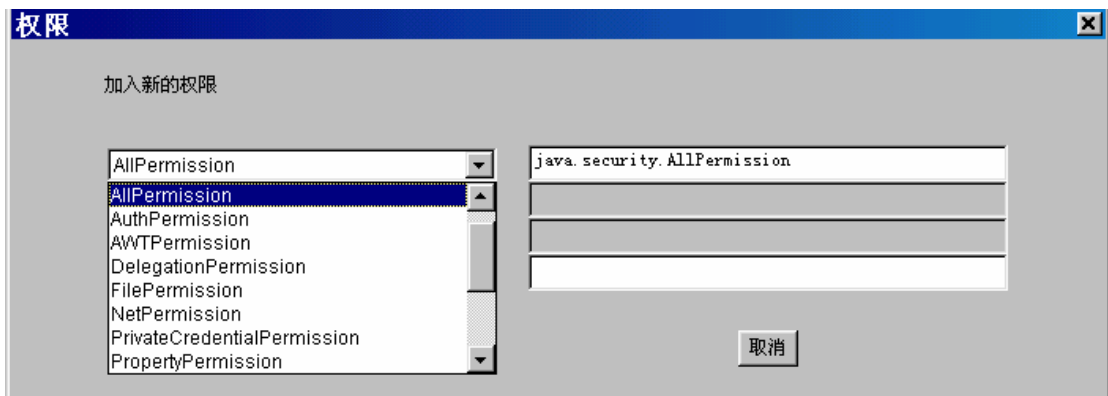 权限
加入新的权限
AllPermission
java.security.AllPermission
AllPermission
AuthPermission
AWTPermission
DelegationPermission
FilePermission
NetPermission
PrivateCredentialPermission
PropertyPermission
取消